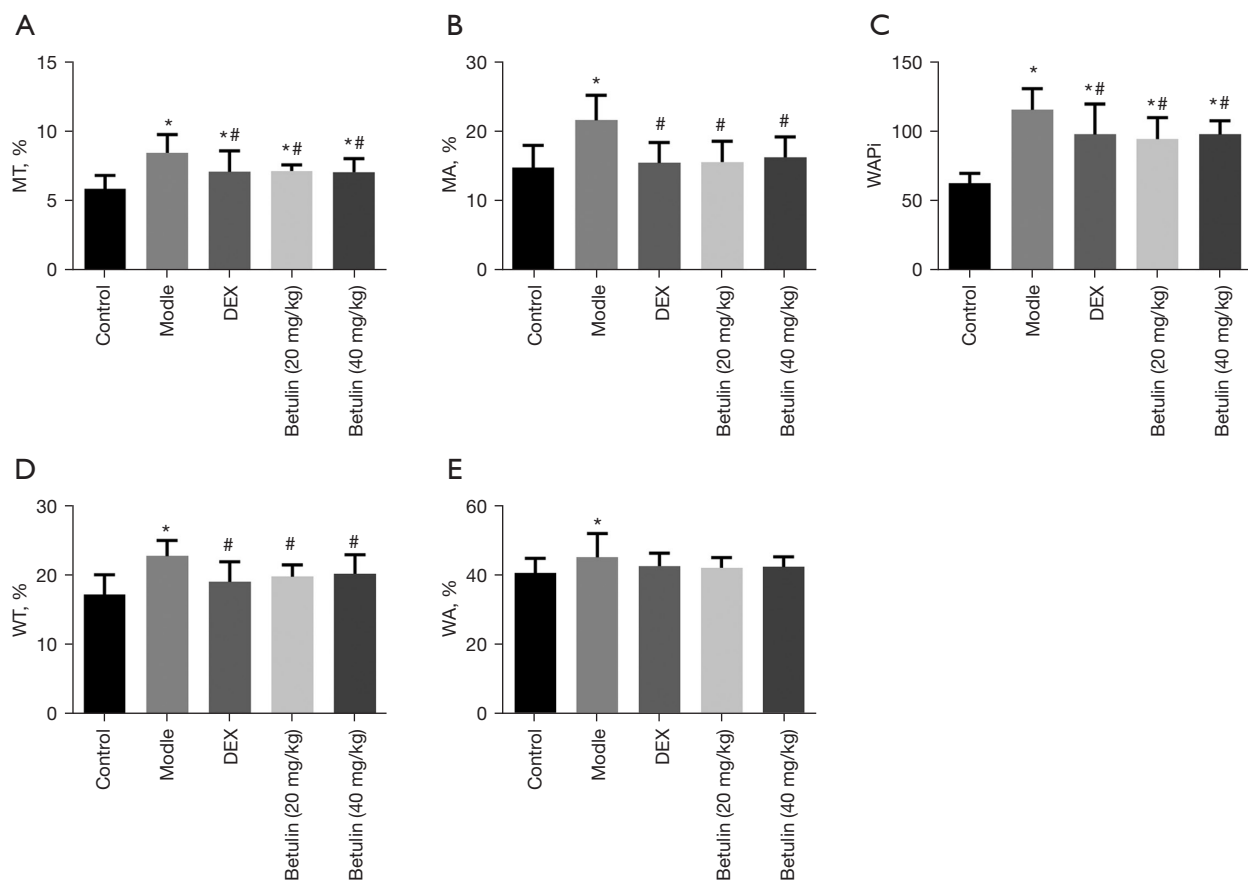 A
MT, %
15
10
5
0
*
*#
*#
*#
Control
Modle
DEX
Betulin (20 mg/kg)
Betulin (40 mg/kg)
B
MA, %
30
20
10
0
*
#
#
#
Control
Modle
DEX
Betulin (20 mg/kg)
Betulin (40 mg/kg)
C
WAPi
150
100
50
0
*
*#
*#
*#
Control
Modle
DEX
Betulin (20 mg/kg)
Betulin (40 mg/kg)
D
WT, %
30
20
10
0
*
#
#
#
Control
Modle
DEX
Betulin (20 mg/kg)
Betulin (40 mg/kg)
E
WA, %
60
40
20
0
*
Control
Modle
DEX
Betulin (20 mg/kg)
Betulin (40 mg/kg)